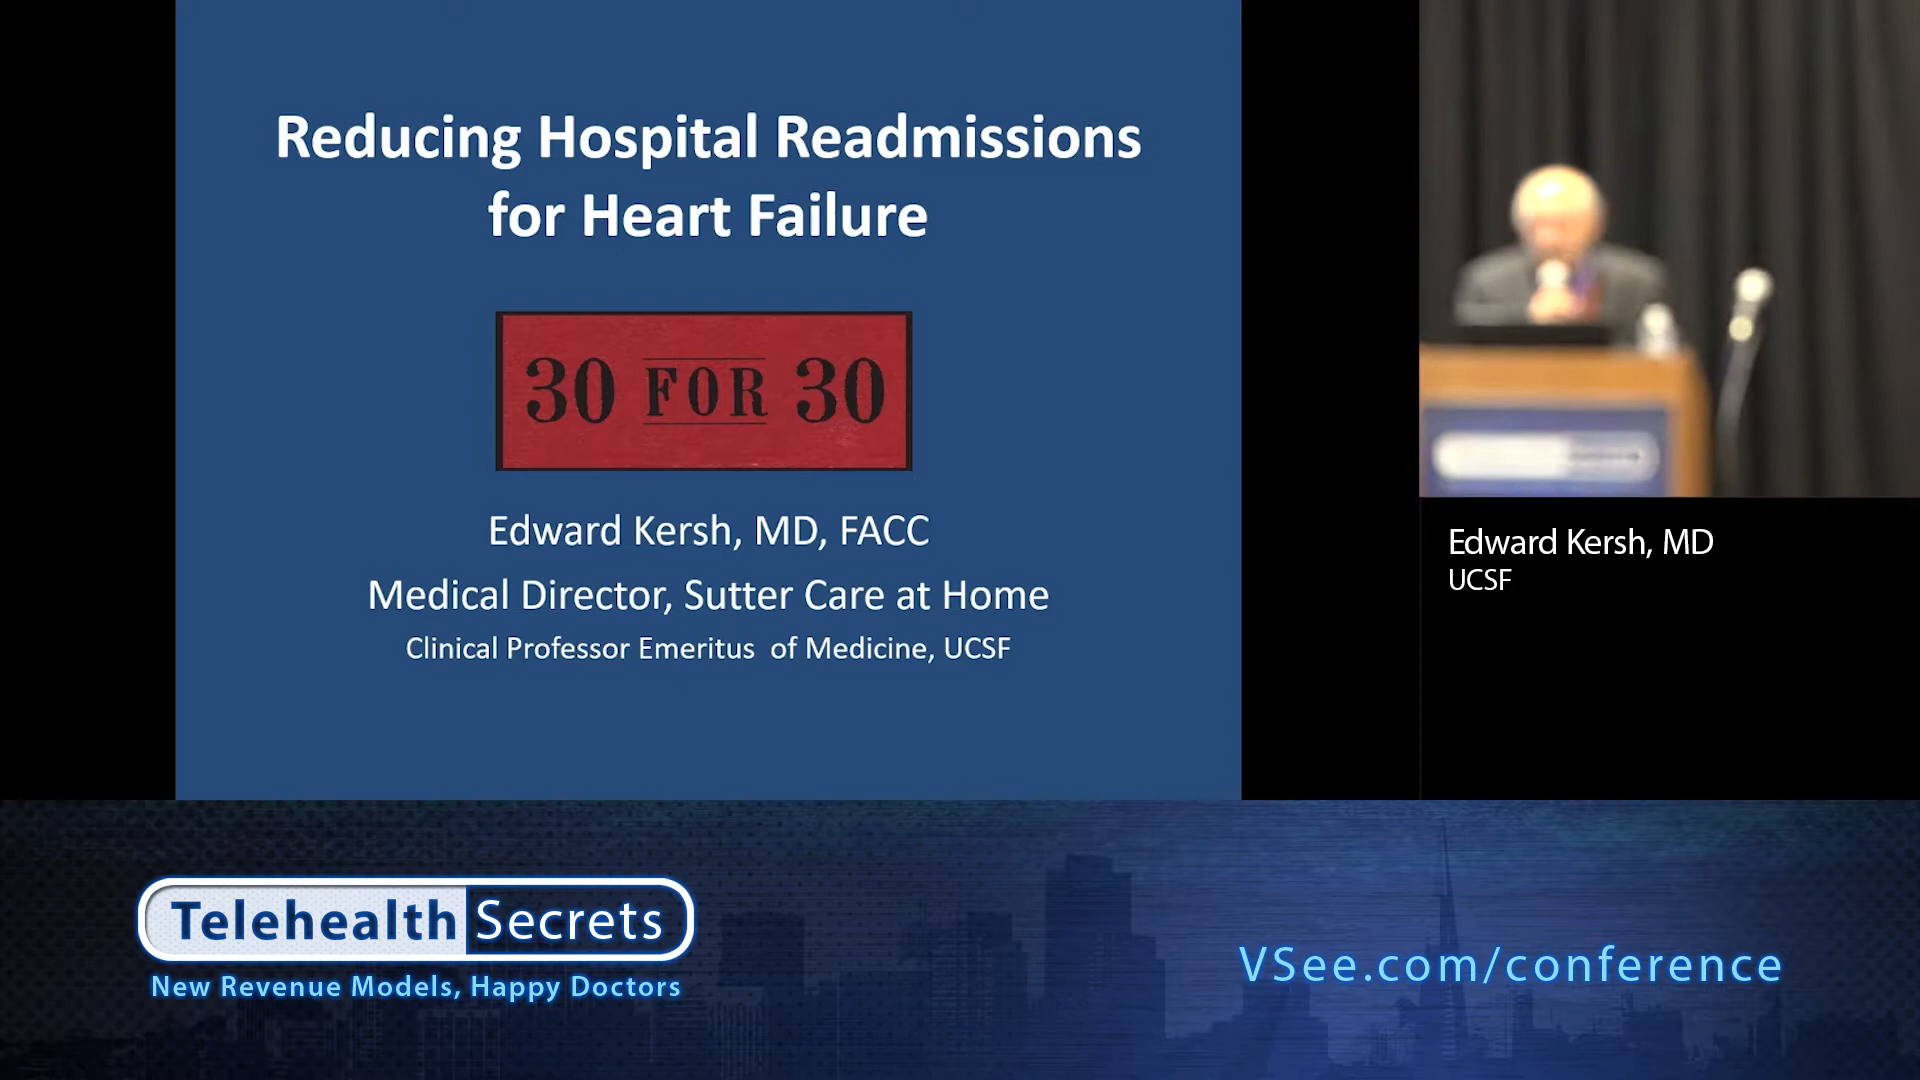 Reducing Hospital Readmissions
for Heart Failure
30 FOR 30
Edward Kersh, MD, FACC
Medical Director, Sutter Care at Home
Clinical Professor Emeritus of Medicine, UCSF
Edward Kersh, MD
UCSF
Telehealth Secrets
New Revenue Models, Happy Doctors
VSee.com/conference